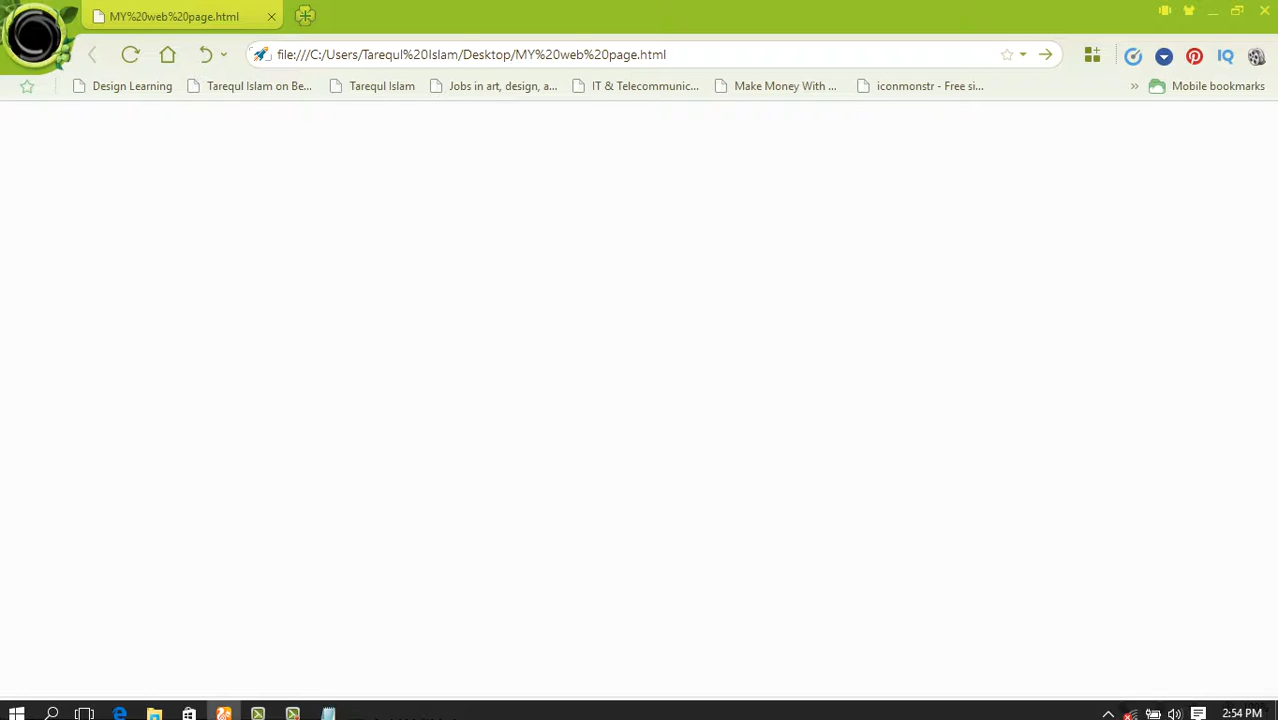 MY%20web%20page.html
file:///C:/Users/Tarequl%20Islam/Desktop/MY%20web%20page.html
Design Learning Tarequl Islam on Be... Tarequl Islam Jobs in art, design, a... IT & Telecommunic... Make Money With ... iconmonstr - Free si... » Mobile bookmarks
2:54 PM